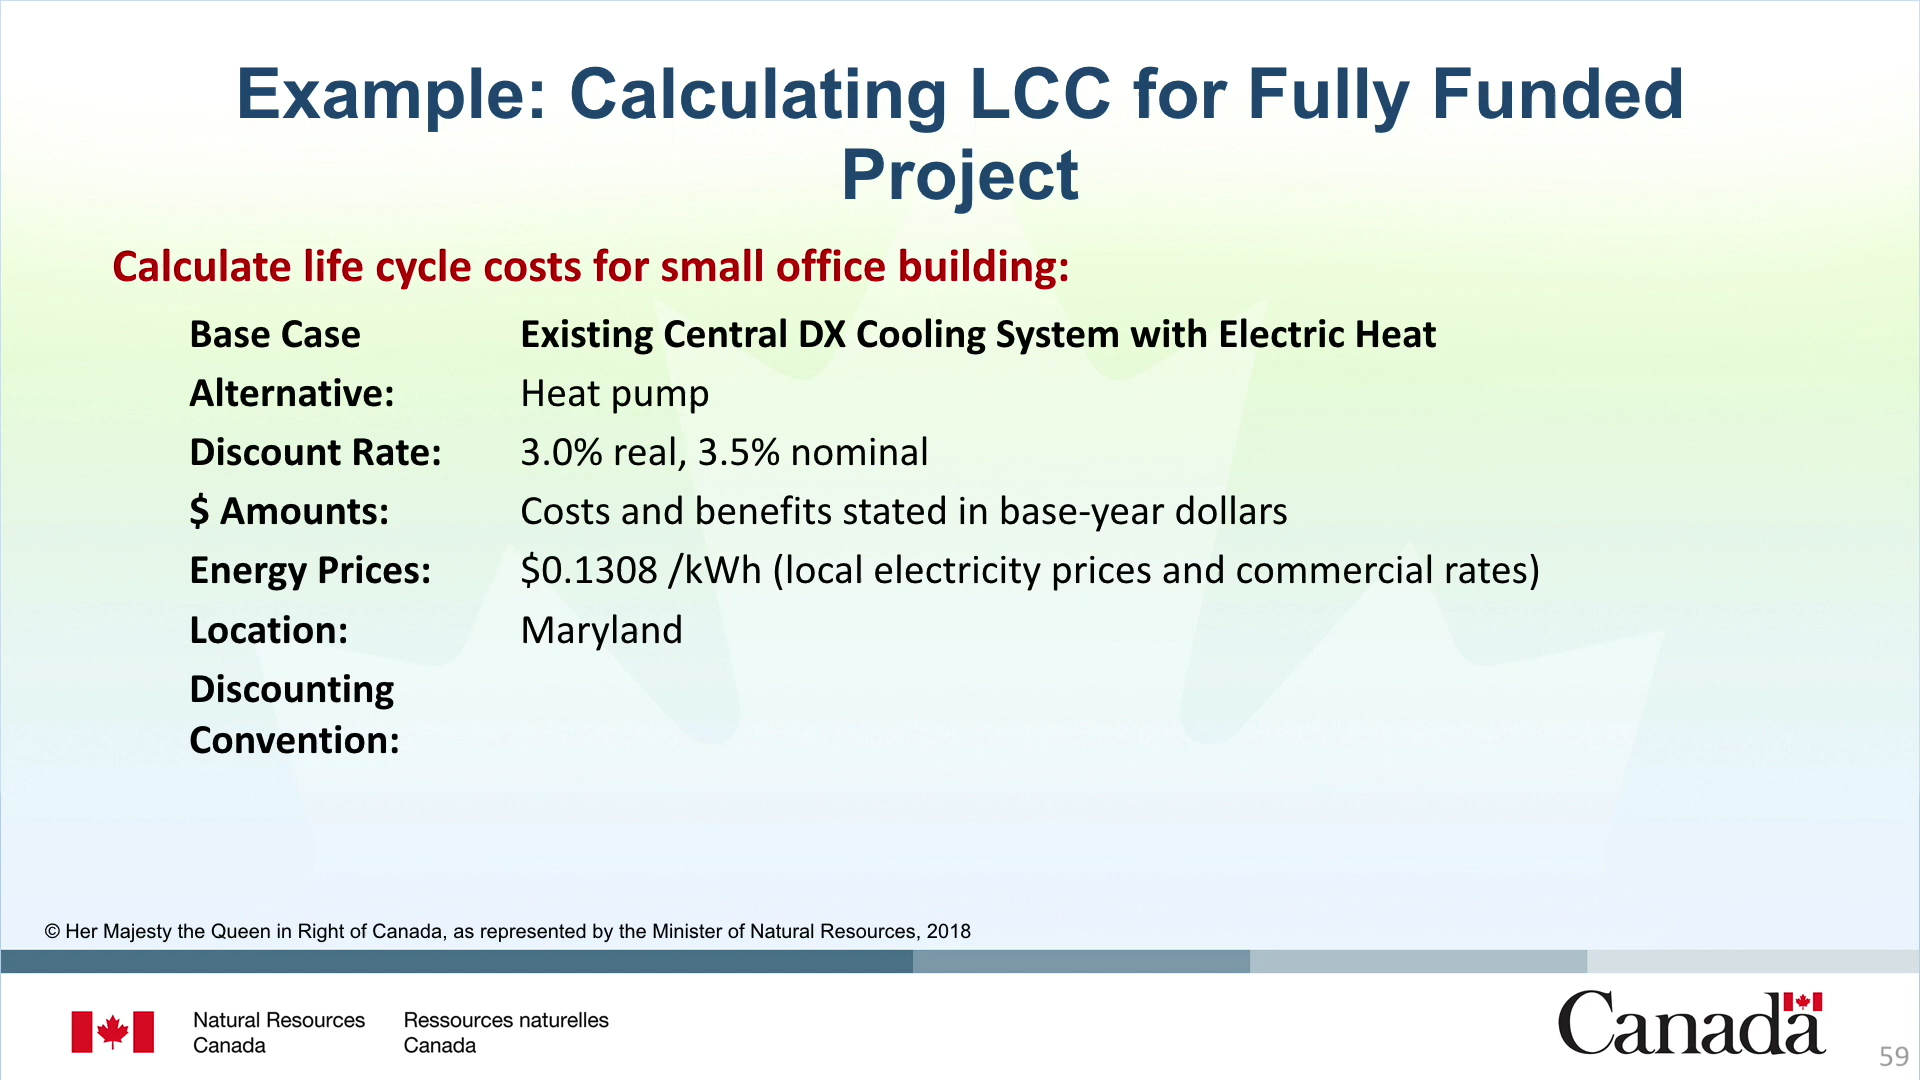 Example: Calculating LCC for Fully Funded
Project
Calculate life cycle costs for small office building:
Base Case Existing Central DX Cooling System with Electric Heat
Alternative: Heat pump
Discount Rate: 3.0% real, 3.5% nominal
$ Amounts: Costs and benefits stated in base-year dollars
Energy Prices: $0.1308 /kWh (local electricity prices and commercial rates)
Location: Maryland
Discounting
Convention:
© Her Majesty the Queen in Right of Canada, as represented by the Minister of Natural Resources, 2018
Natural Resources Ressources naturelles
Canada Canada
Canada
59